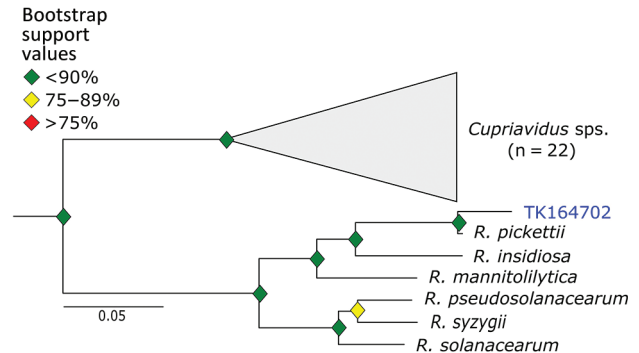 Bootstrap
support
values
<90%
75–89%
>75%
Cupriavidus sps.
(n = 22)
TK164702
R. pickettii
R. insidiosa
R. mannitolilytica
R. pseudosolanacearum
R. syzygii
R. solanacearum
0.05